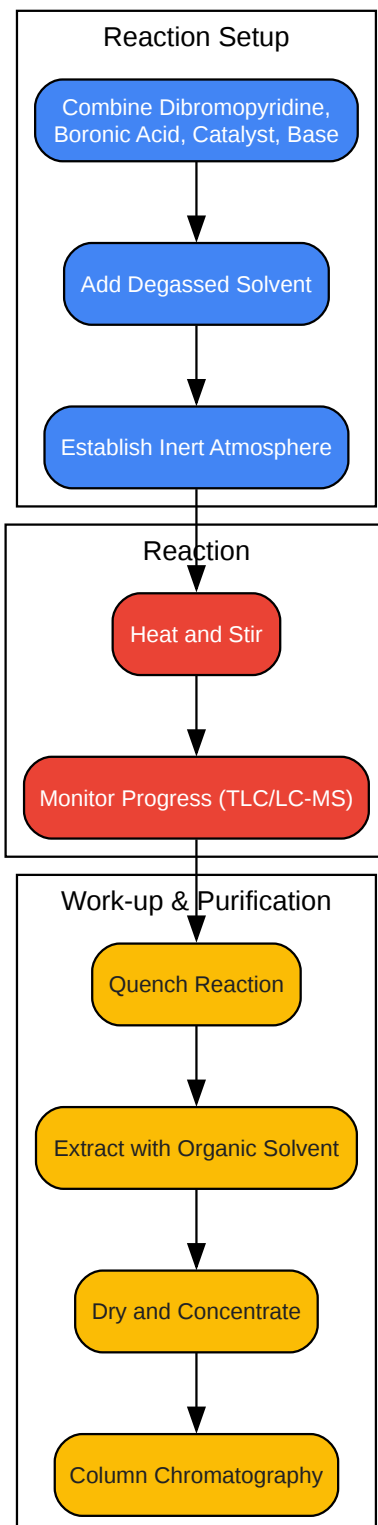 Reaction Setup
Combine Dibromopyridine,
Boronic Acid, Catalyst, Base
Add Degassed Solvent
Establish Inert Atmosphere
Reaction
Heat and Stir
Monitor Progress (TLC/LC-MS)
Work-up & Purification
Quench Reaction
Extract with Organic Solvent
Dry and Concentrate
Column Chromatography